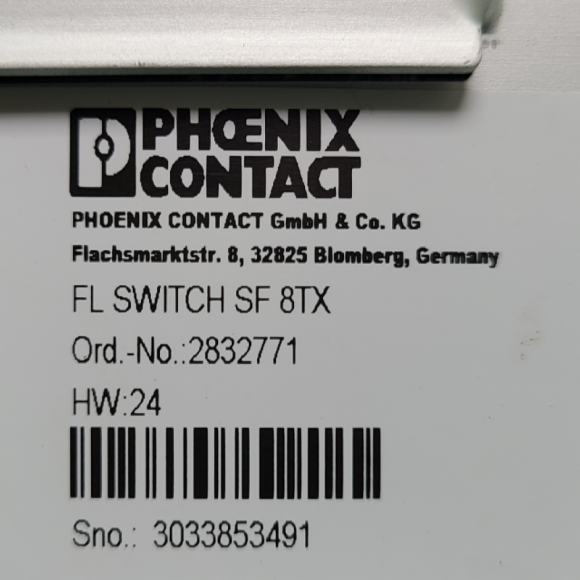 PHŒNIX
CONTACT
PHOENIX CONTACT GmbH & Co. KG
Flachsmarktstr. 8, 32825 Blomberg, Germany
FL SWITCH SF 8TX
Ord.-No.:2832771
HW:24
Sno.: 3033853491